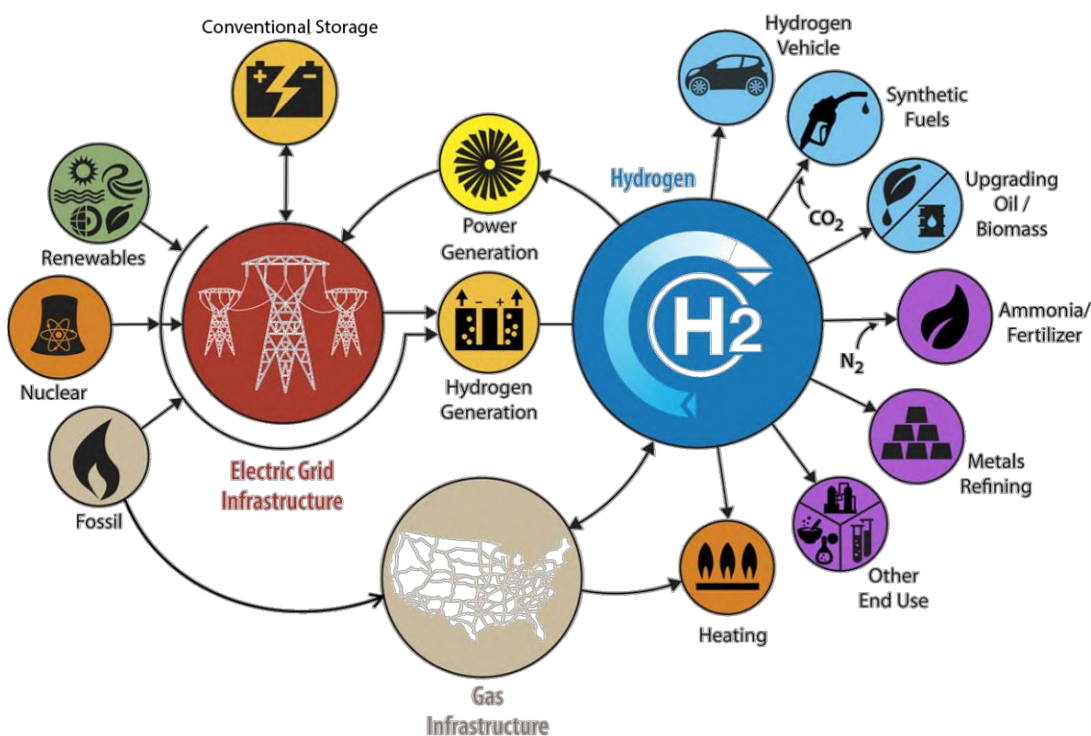 Conventional Storage
Hydrogen
Vehicle
Synthetic
Fuels
CO₂
Upgrading
Oil /
Biomass
Renewables
Power
Generation
Hydrogen
H2
Ammonia/
Fertilizer
N₂
Nuclear
- +
Hydrogen
Generation
Electric Grid
Infrastructure
Metals
Refining
Fossil
Other
End Use
Heating
Gas
Infrastructure
+ -